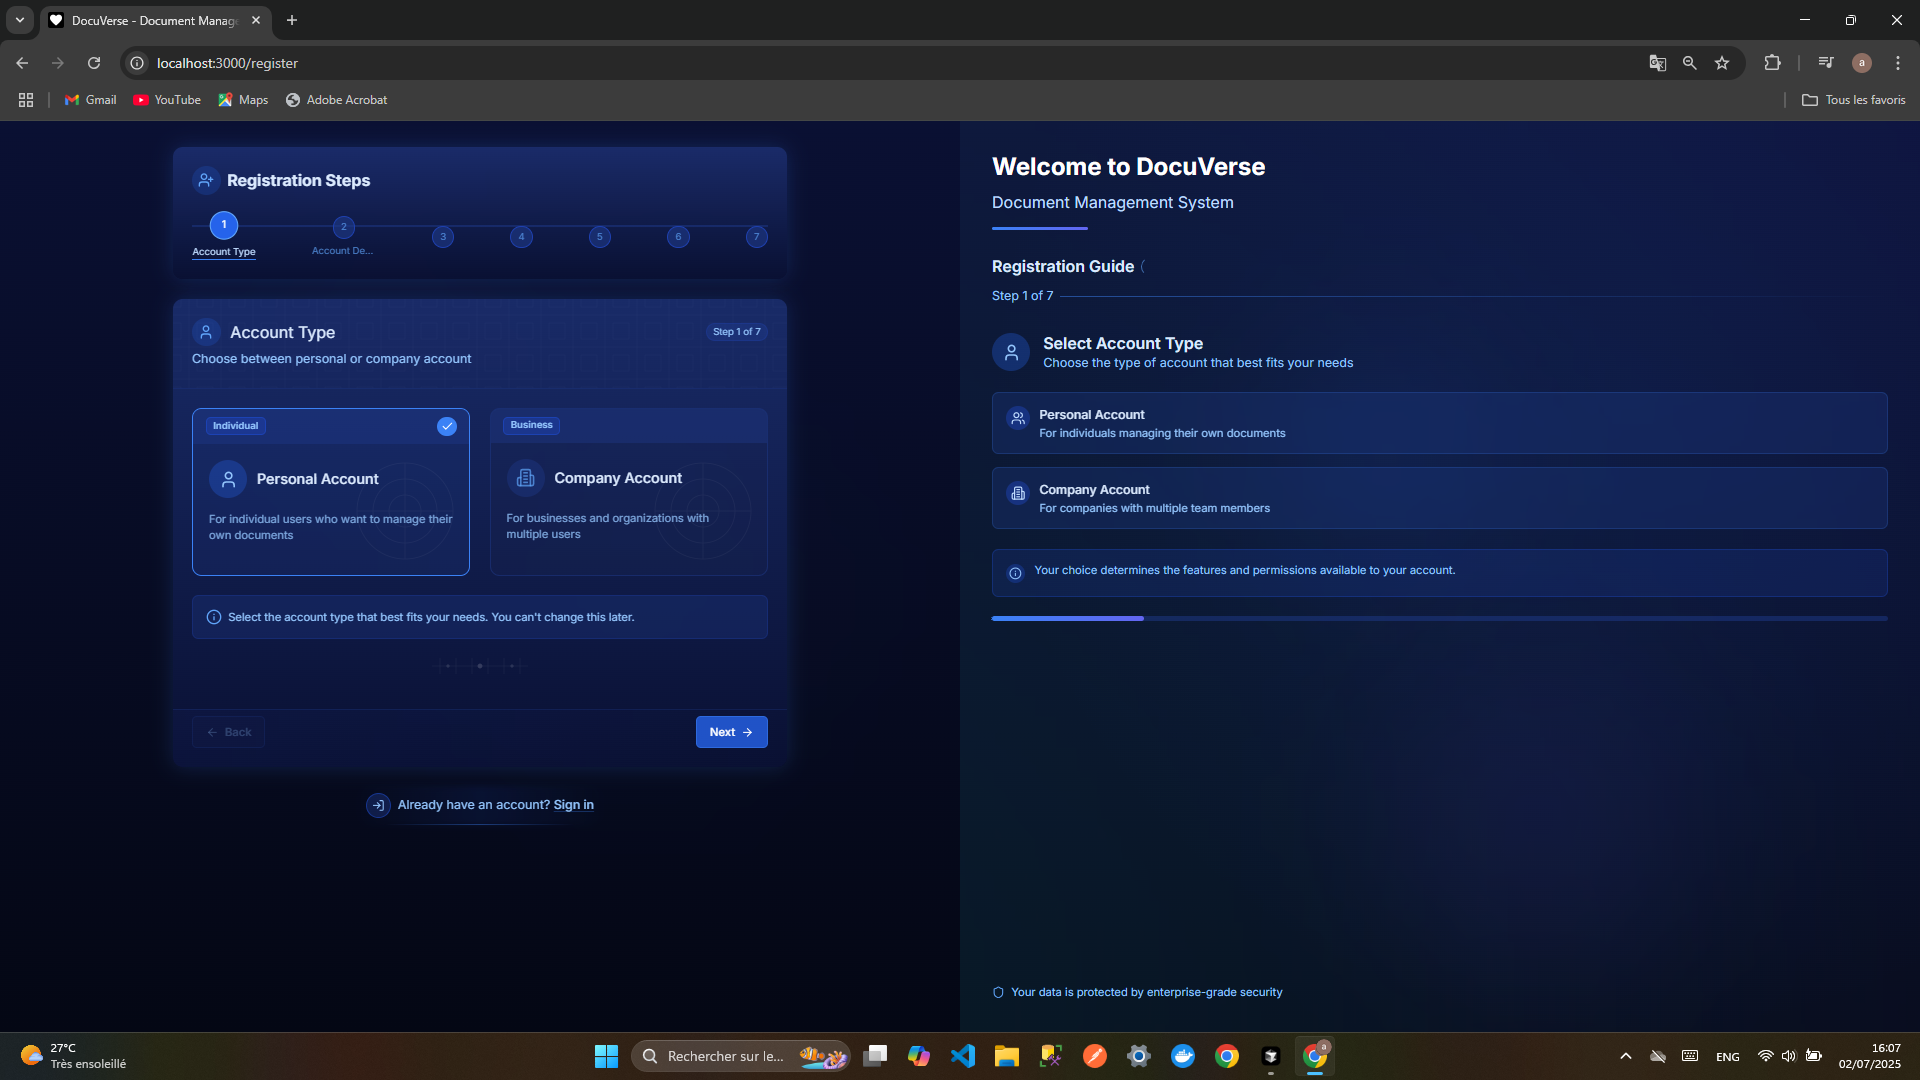 DocuVerse - Document Manag
localhost:3000/register
Gmail
YouTube
Maps
Adobe Acrobat
Tous les favoris
a
Registration Steps
1
2
3
4
5
6
7
Account Type
Account De...
Account Type
Step 1 of 7
Choose between personal or company account
Individual
Personal Account
For individual users who want to manage their
own documents
Business
Company Account
For businesses and organizations with
multiple users
Select the account type that best fits your needs. You can't change this later.
Back
Next
Already have an account? Sign in
Welcome to DocuVerse
Document Management System
Registration Guide
Step 1 of 7
Select Account Type
Choose the type of account that best fits your needs
Personal Account
For individuals managing their own documents
Company Account
For companies with multiple team members
Your choice determines the features and permissions available to your account.
Your data is protected by enterprise-grade security
27°C
Très ensoleillé
Rechercher sur le...
a
ENG
16:07
02/07/2025